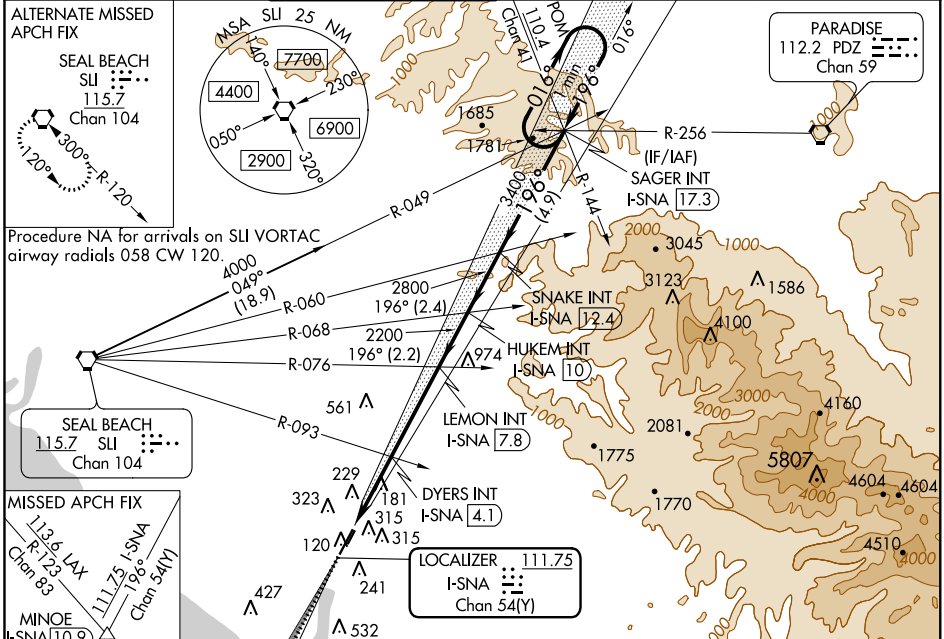 ALTERNATE MISSED
APCH FIX
SEAL BEACH
SLI
115.7
Chan 104
300°
120°
R-120
MSA SLI 25 NM
140°
7700
230°
4400
050°
6900
2900
320°
Procedure NA for arrivals on SLI VORTAC
airway radials 058 CW 120.
POM
110.4
Chan 41
016°
016°
1 min
196°
1000
1685
1781
PARADISE
112.2 PDZ
Chan 59
1000
R-256
(IF/IAF)
SAGER INT
I-SNA 17.3
R-144
R-049
3400
196°
(4.9)
4000
049°
(18.9)
R-060
2800
196° (2.4)
R-068
2200
196° (2.2)
R-076
R-093
2000
3045
1000
3123
1586
4100
SNAKE INT
I-SNA 12.4
HUKEM INT
I-SNA 10
974
LEMON INT
I-SNA 7.8
561
1000
2000
3000
4160
2081
1775
5807
4604
4604
4000
1770
4510
4000
SEAL BEACH
115.7 SLI
Chan 104
229
181
323
315
315
120
241
427
532
DYERS INT
I-SNA 4.1
LOCALIZER 111.75
I-SNA
Chan 54(Y)
MISSED APCH FIX
113.6 LAX
R-123
Chan 83
111.75 I-SNA
196°
Chan 54(Y)
MINOE
I-SNA 10.9